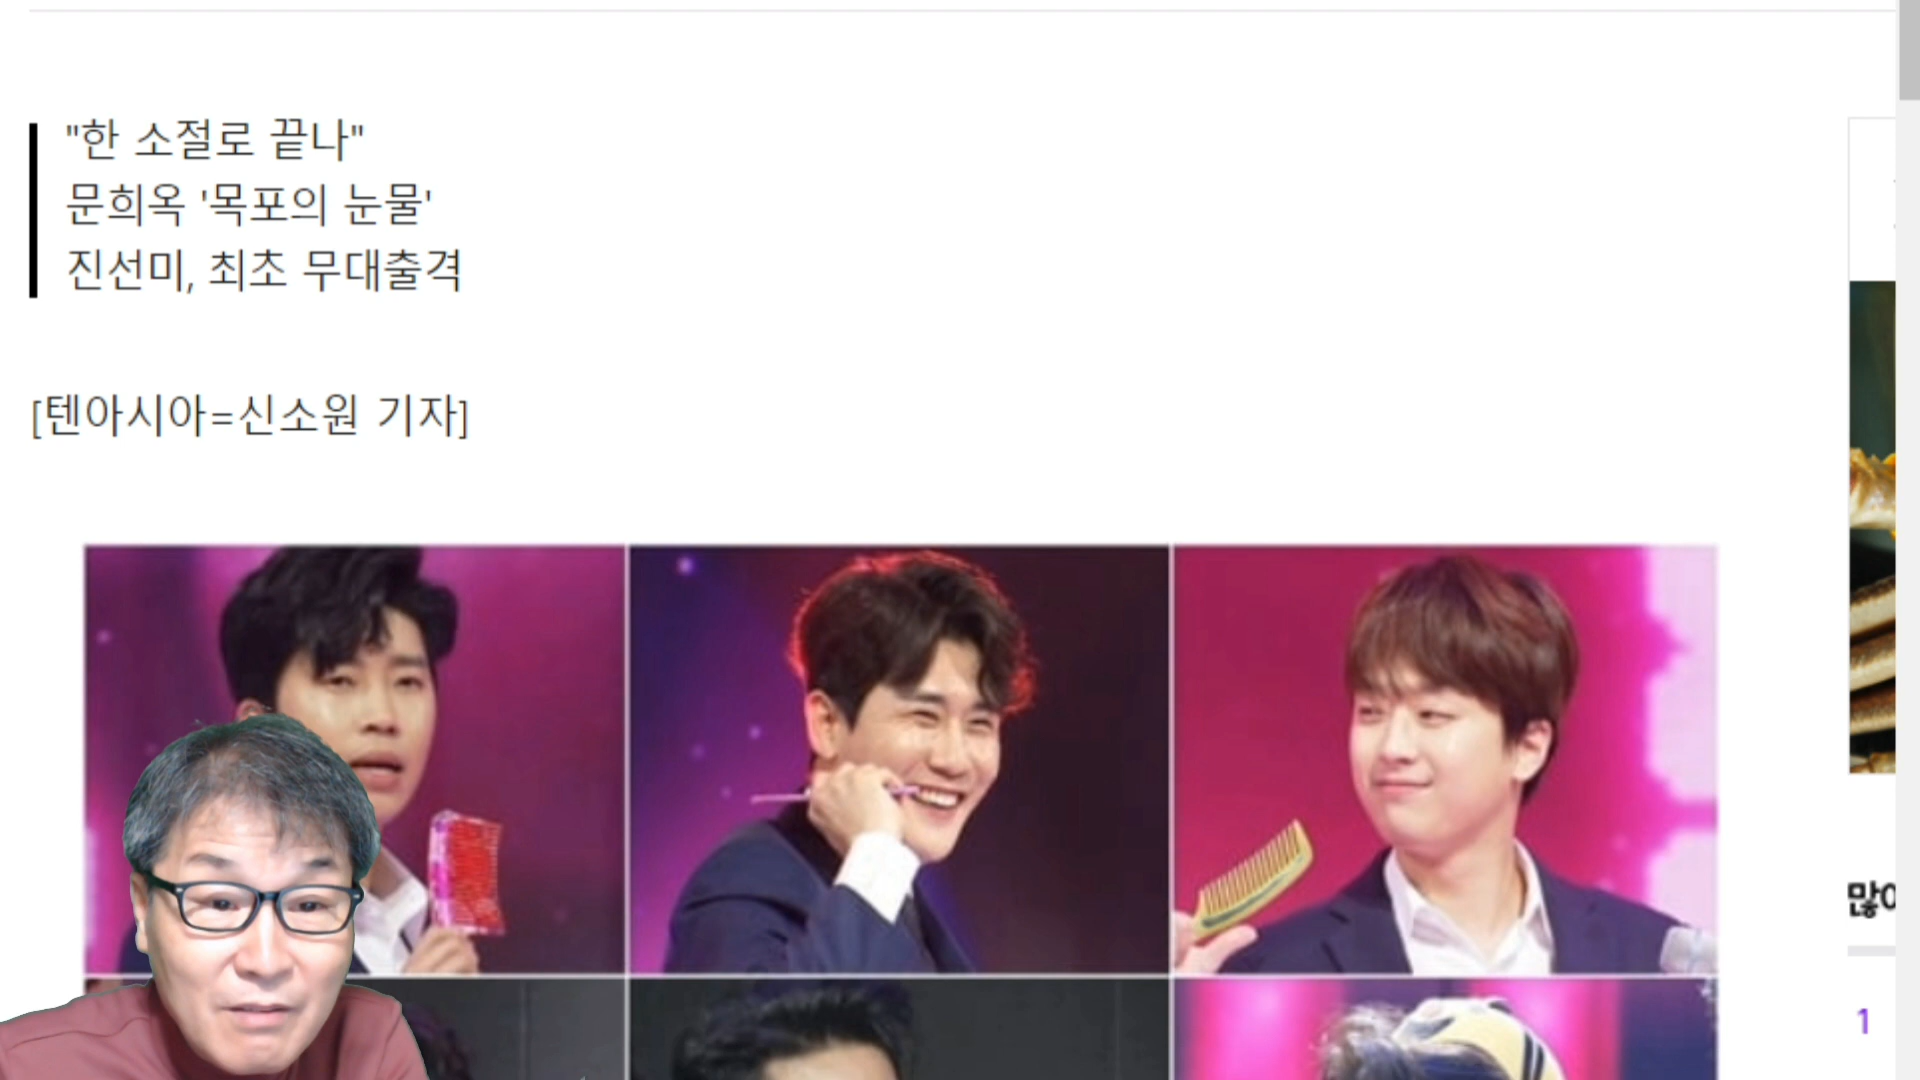 "한 소절로 끝나"
문희옥 '목포의 눈물'
진선미, 최초 무대출격
[텐아시아=신소원 기자]
1